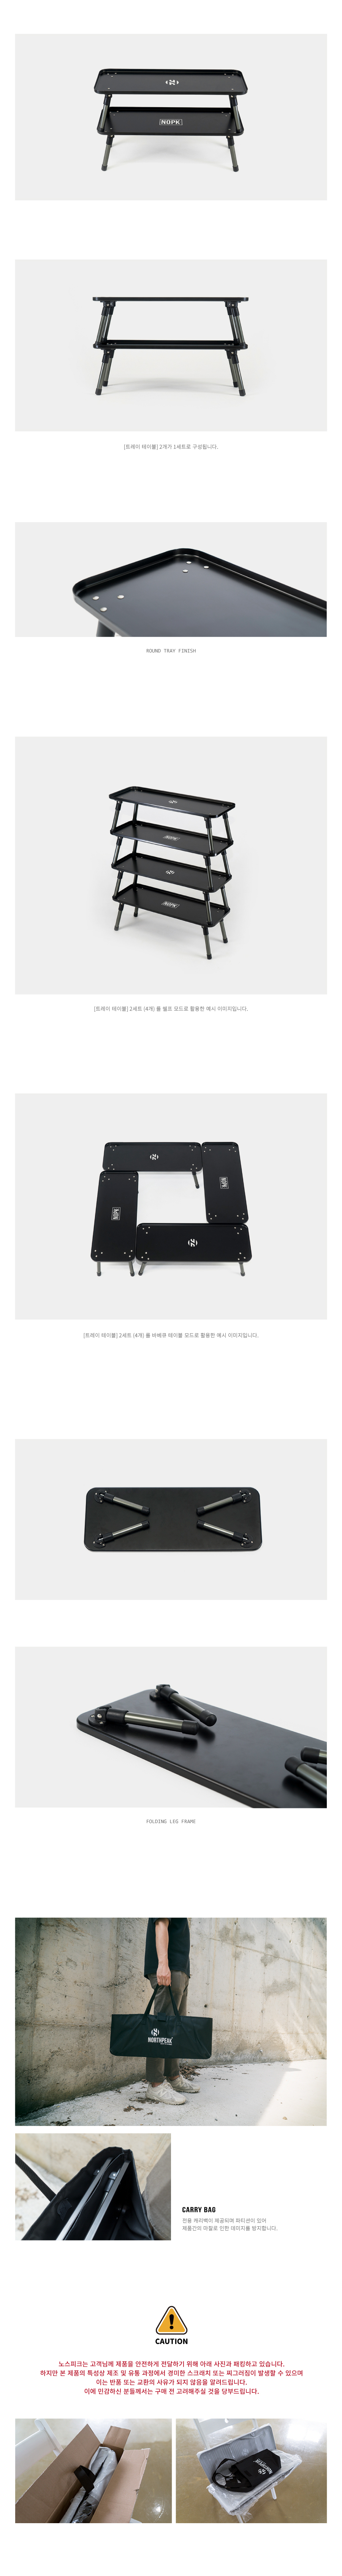 NOPK
[트레이 테이블] 2개가 1세트로 구성됩니다.
ROUND TRAY FINISH
NOPK
NOPK
[트레이 테이블] 2세트 (4개) 를 쉘프 모드로 활용한 예시 이미지입니다.
NOPK
NOPK
[트레이 테이블] 2세트 (4개) 를 바베큐 테이블 모드로 활용한 예시 이미지입니다.
FOLDING LEG FRAME
NORTHPEAK
CARRY BAG
전용 캐리백이 제공되며 파티션이 있어
제품간의 마찰로 인한 데미지를 방지합니다.
CAUTION
노스피크는 고객님께 제품을 안전하게 전달하기 위해 아래 사진과 패킹하고 있습니다.
하지만 본 제품의 특성상 제조 및 유통 과정에서 경미한 스크래치 또는 찌그러짐이 발생할 수 있으며
이는 반품 또는 교환의 사유가 되지 않음을 알려드립니다.
이에 민감하신 분들께서는 구매 전 고려해주실 것을 당부드립니다.
NORTHPEAK